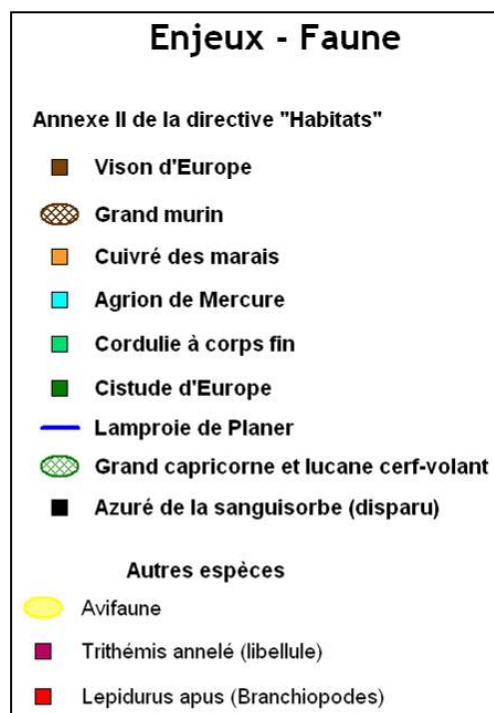 Enjeux - Faune
Annexe II de la directive "Habitats"
Vison d'Europe
Grand murin
Cuivré des marais
Agrion de Mercure
Cordulie à corps fin
Cistude d'Europe
Lamproie de Planer
Grand capricorne et lucane cerf-volant
Azuré de la sanguisorbe (disparu)
Autres espèces
Avifaune
Trithémis annelé (libellule)
Lepidurus apus (Branchiopodes)